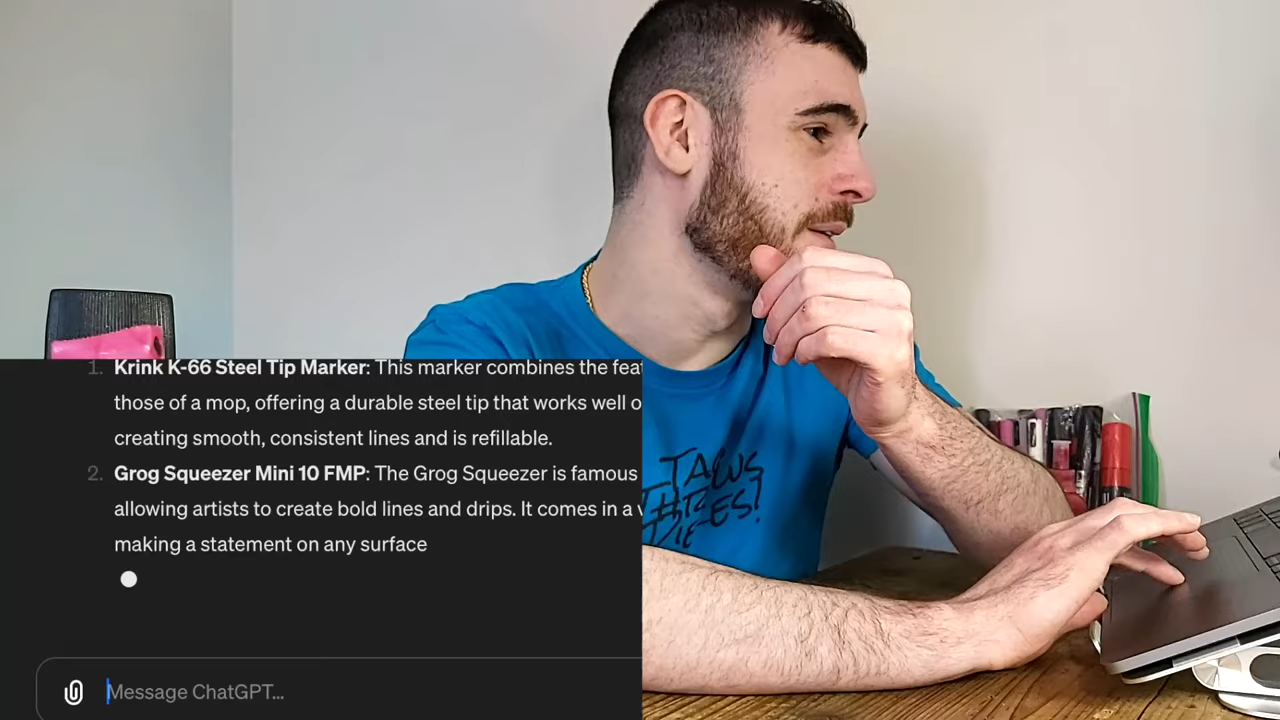 1. Krink K-66 Steel Tip Marker: This marker combines the
those of a mop, offering a durable steel tip that works well
creating smooth, consistent lines and is refillable.
2. Grog Squeezer Mini 10 FMP: The Grog Squeezer is famous
allowing artists to create bold lines and drips. It comes in a
making a statement on any surface
Message ChatGPT...